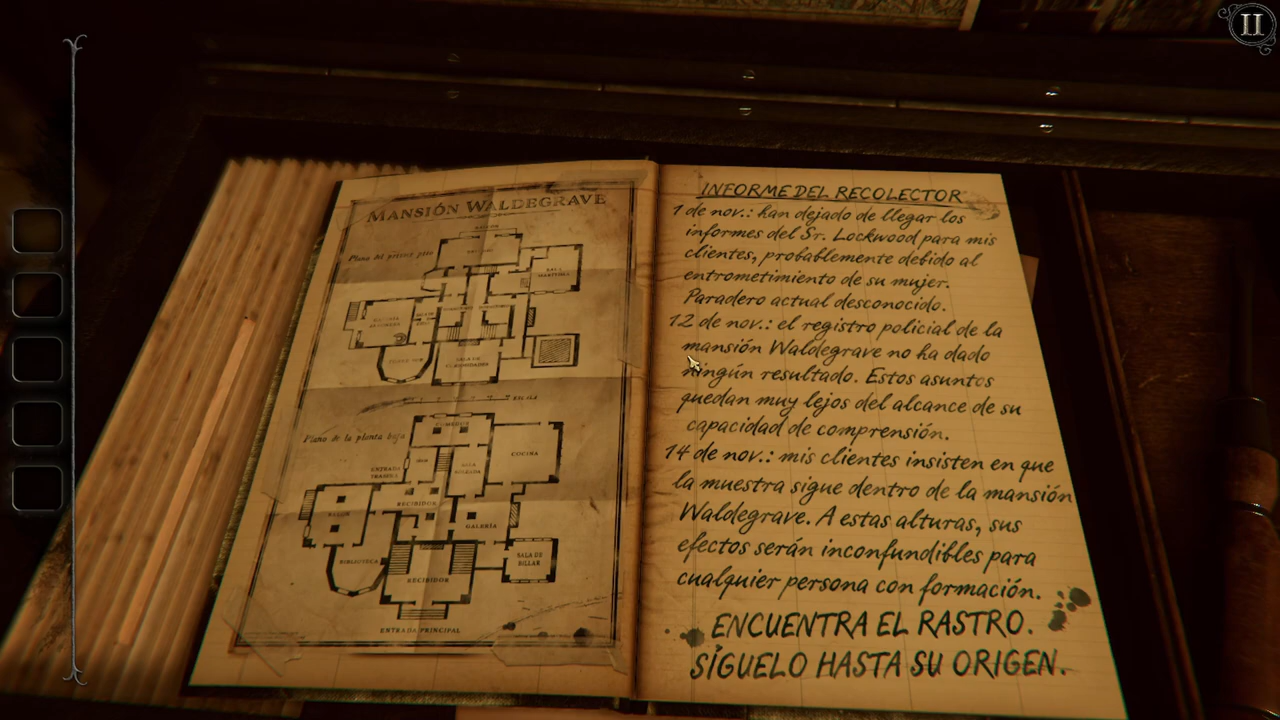 MANSIÓN WALDEGRAVE
Plano del primer piso
SALA DE
CURIOSIDADES
ESCALA
Plano de la planta baja
COCINA
ENTRADA
TRASERA
RECIBIDOR
GALERÍA
BIBLIOTECA
RECIBIDOR
SALA DE
BILLAR
ENTRADA PRINCIPAL
INFORME DEL RECOLECTOR
1 de nov.: han dejado de llegar los
informes del Sr. Lockwood para mis
clientes, probablemente debido al
entrometimiento de su mujer.
Paradero actual desconocido.
12 de nov.: el registro policial de la
mansión Waldegrave no ha dado
ningún resultado. Estos asuntos
quedan muy lejos del alcance de su
capacidad de comprensión.
14 de nov.: mis clientes insisten en que
la muestra sigue dentro de la mansión
Waldegrave. A estas alturas, sus
efectos serán inconfundibles para
cualquier persona con formación.
ENCUENTRA EL RASTRO.
SÍGUELO HASTA SU ORIGEN.